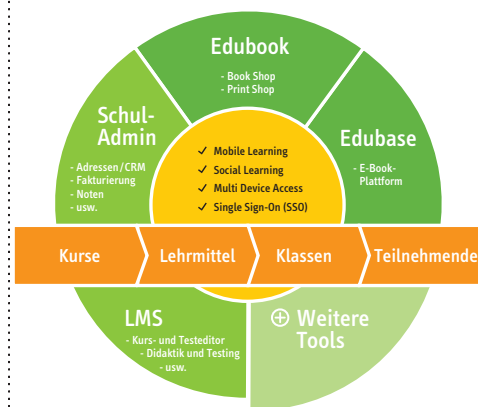 Edubook
- Book Shop
- Print Shop
Schul-
Admin
- Adressen/CRM
- Fakturierung
- Noten
- usw.
✓ Mobile Learning
✓ Social Learning
✓ Multi Device Access
✓ Single Sign-On (SSO)
Edubase
- E-Book-
Plattform
Kurse
Lehrmittel
Klassen
Teilnehmende
LMS
- Kurs- und Testeditor
- Didaktik und Testing
- usw.
⊕ Weitere
Tools